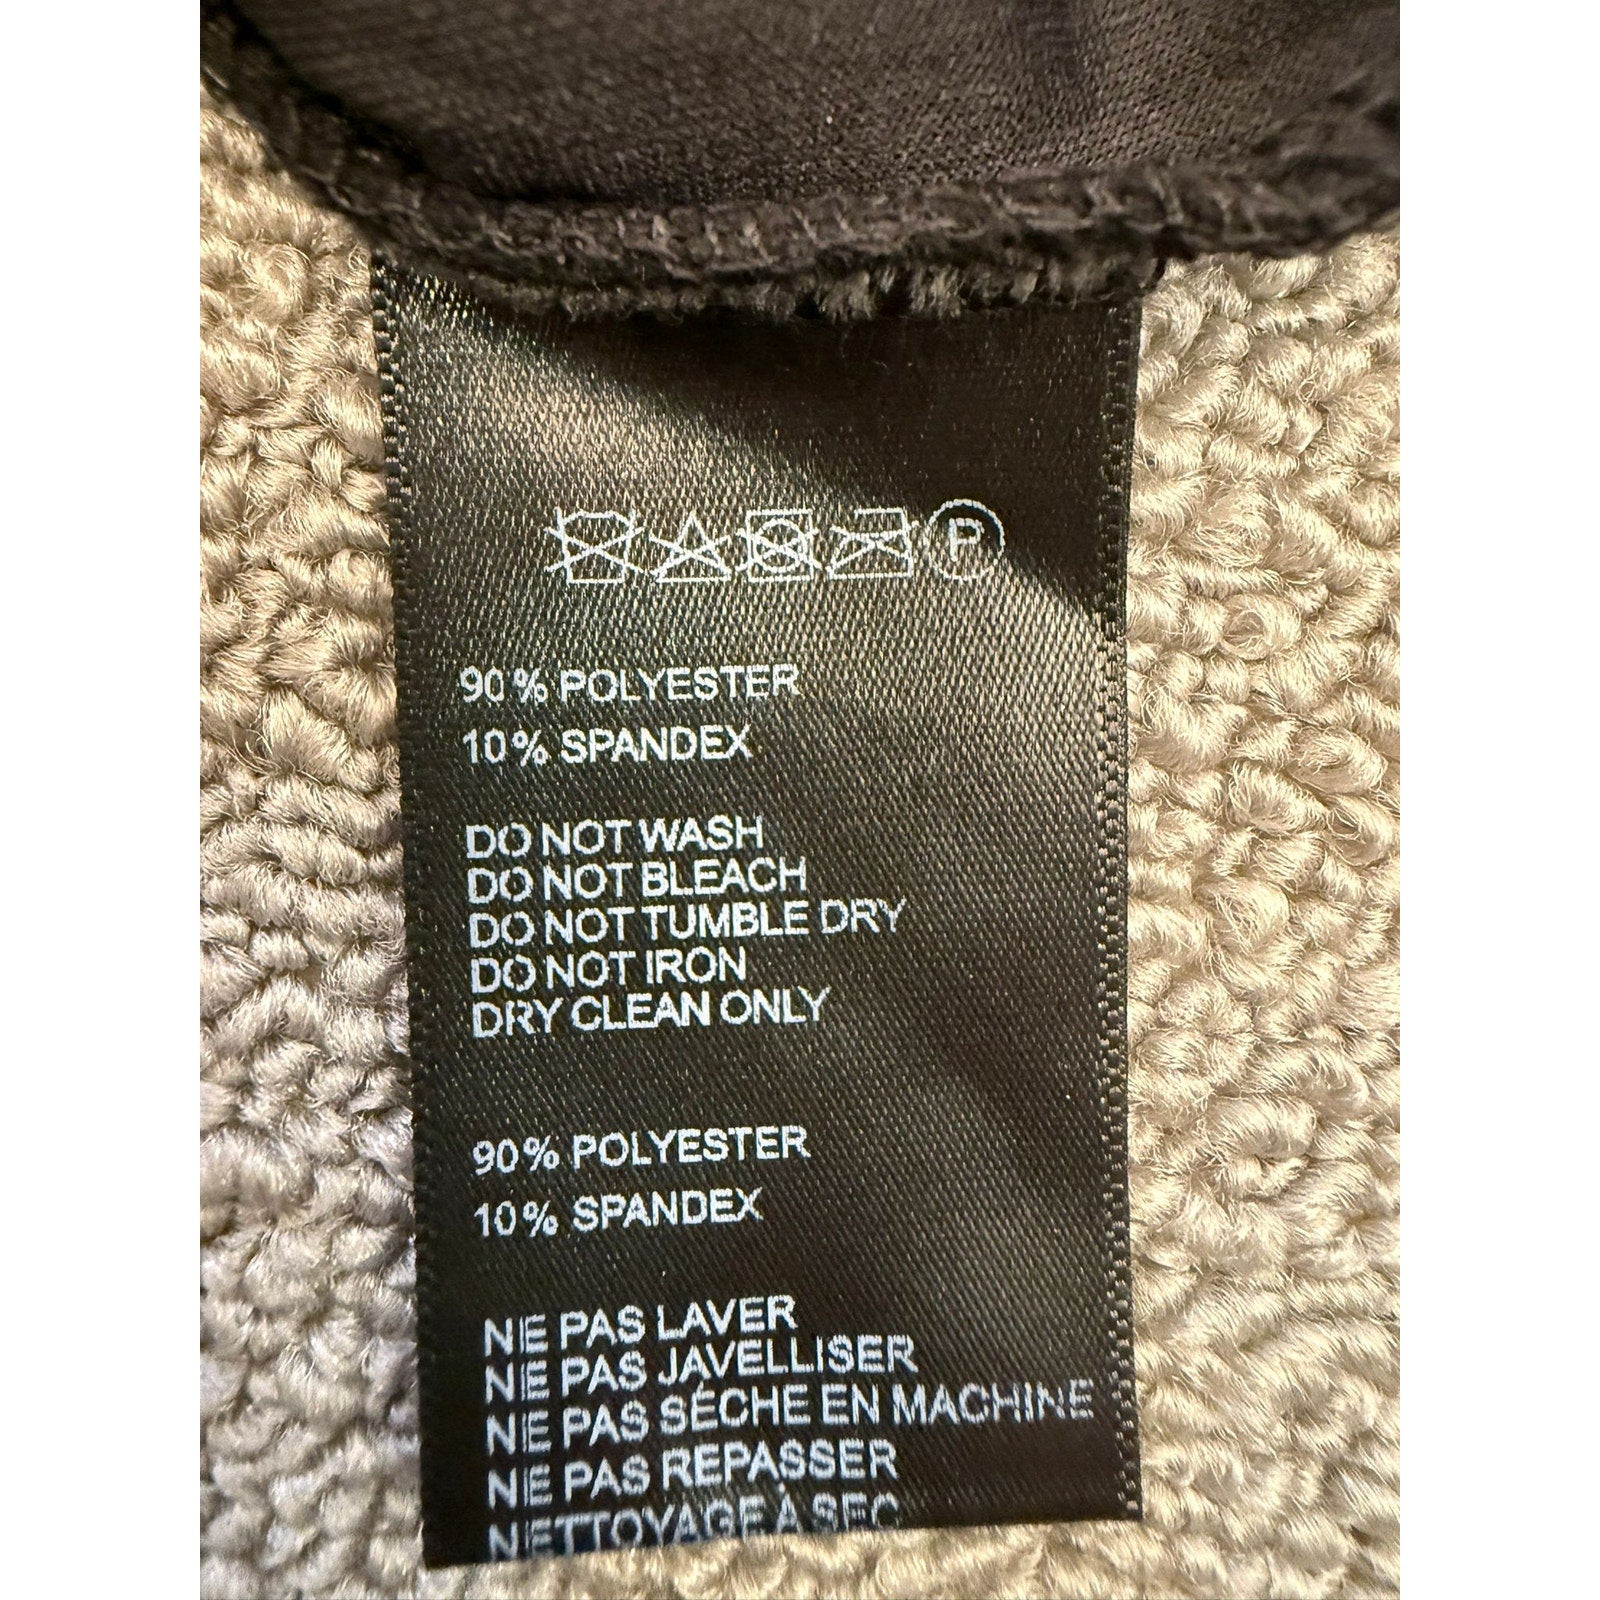 P
90% POLYESTER
10% SPANDEX
DO NOT WASH
DO NOT BLEACH
DO NOT TUMBLE DRY
DO NOT IRON
DRY CLEAN ONLY
90% POLYESTER
10% SPANDEX
NE PAS LAVER
NE PAS JAVELLISER
NE PAS SÉCHE EN MACHINE
NE PAS REPASSER
NETTOYAGE À SEC